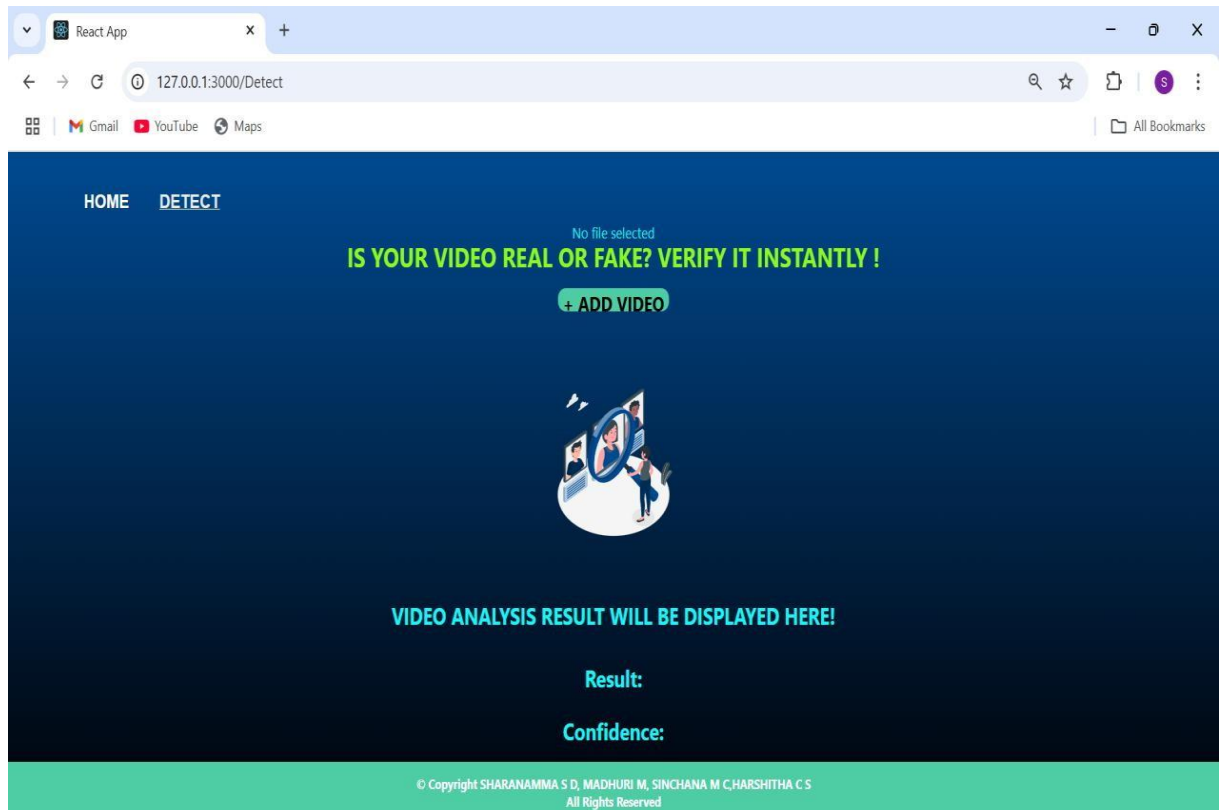 React App
127.0.0.1:3000/Detect
S
Gmail YouTube Maps All Bookmarks
HOME DETECT
No file selected
IS YOUR VIDEO REAL OR FAKE? VERIFY IT INSTANTLY !
+ ADD VIDEO
VIDEO ANALYSIS RESULT WILL BE DISPLAYED HERE!
Result:
Confidence:
© Copyright SHARANAMMA S D, MADHURI M, SINCHANA M C,HARSHITHA C S
All Rights Reserved